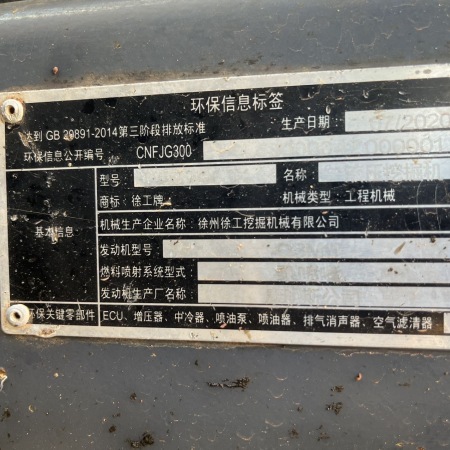 环保信息标签
达到 GB 20891-2014第三阶段排放标准
生产日期：
07/2020
环保信息公开编号 CNFJG300
000001
基本信息
型号：
名称：
商标：徐工牌
机械类型：工程机械
机械生产企业名称：徐州徐工挖掘机械有限公司
发动机型号：
燃料喷射系统型式：
发动机生产厂名称：
环保关键零部件
ECU、增压器、中冷器、喷油泵、喷油器、排气消声器、空气滤清器